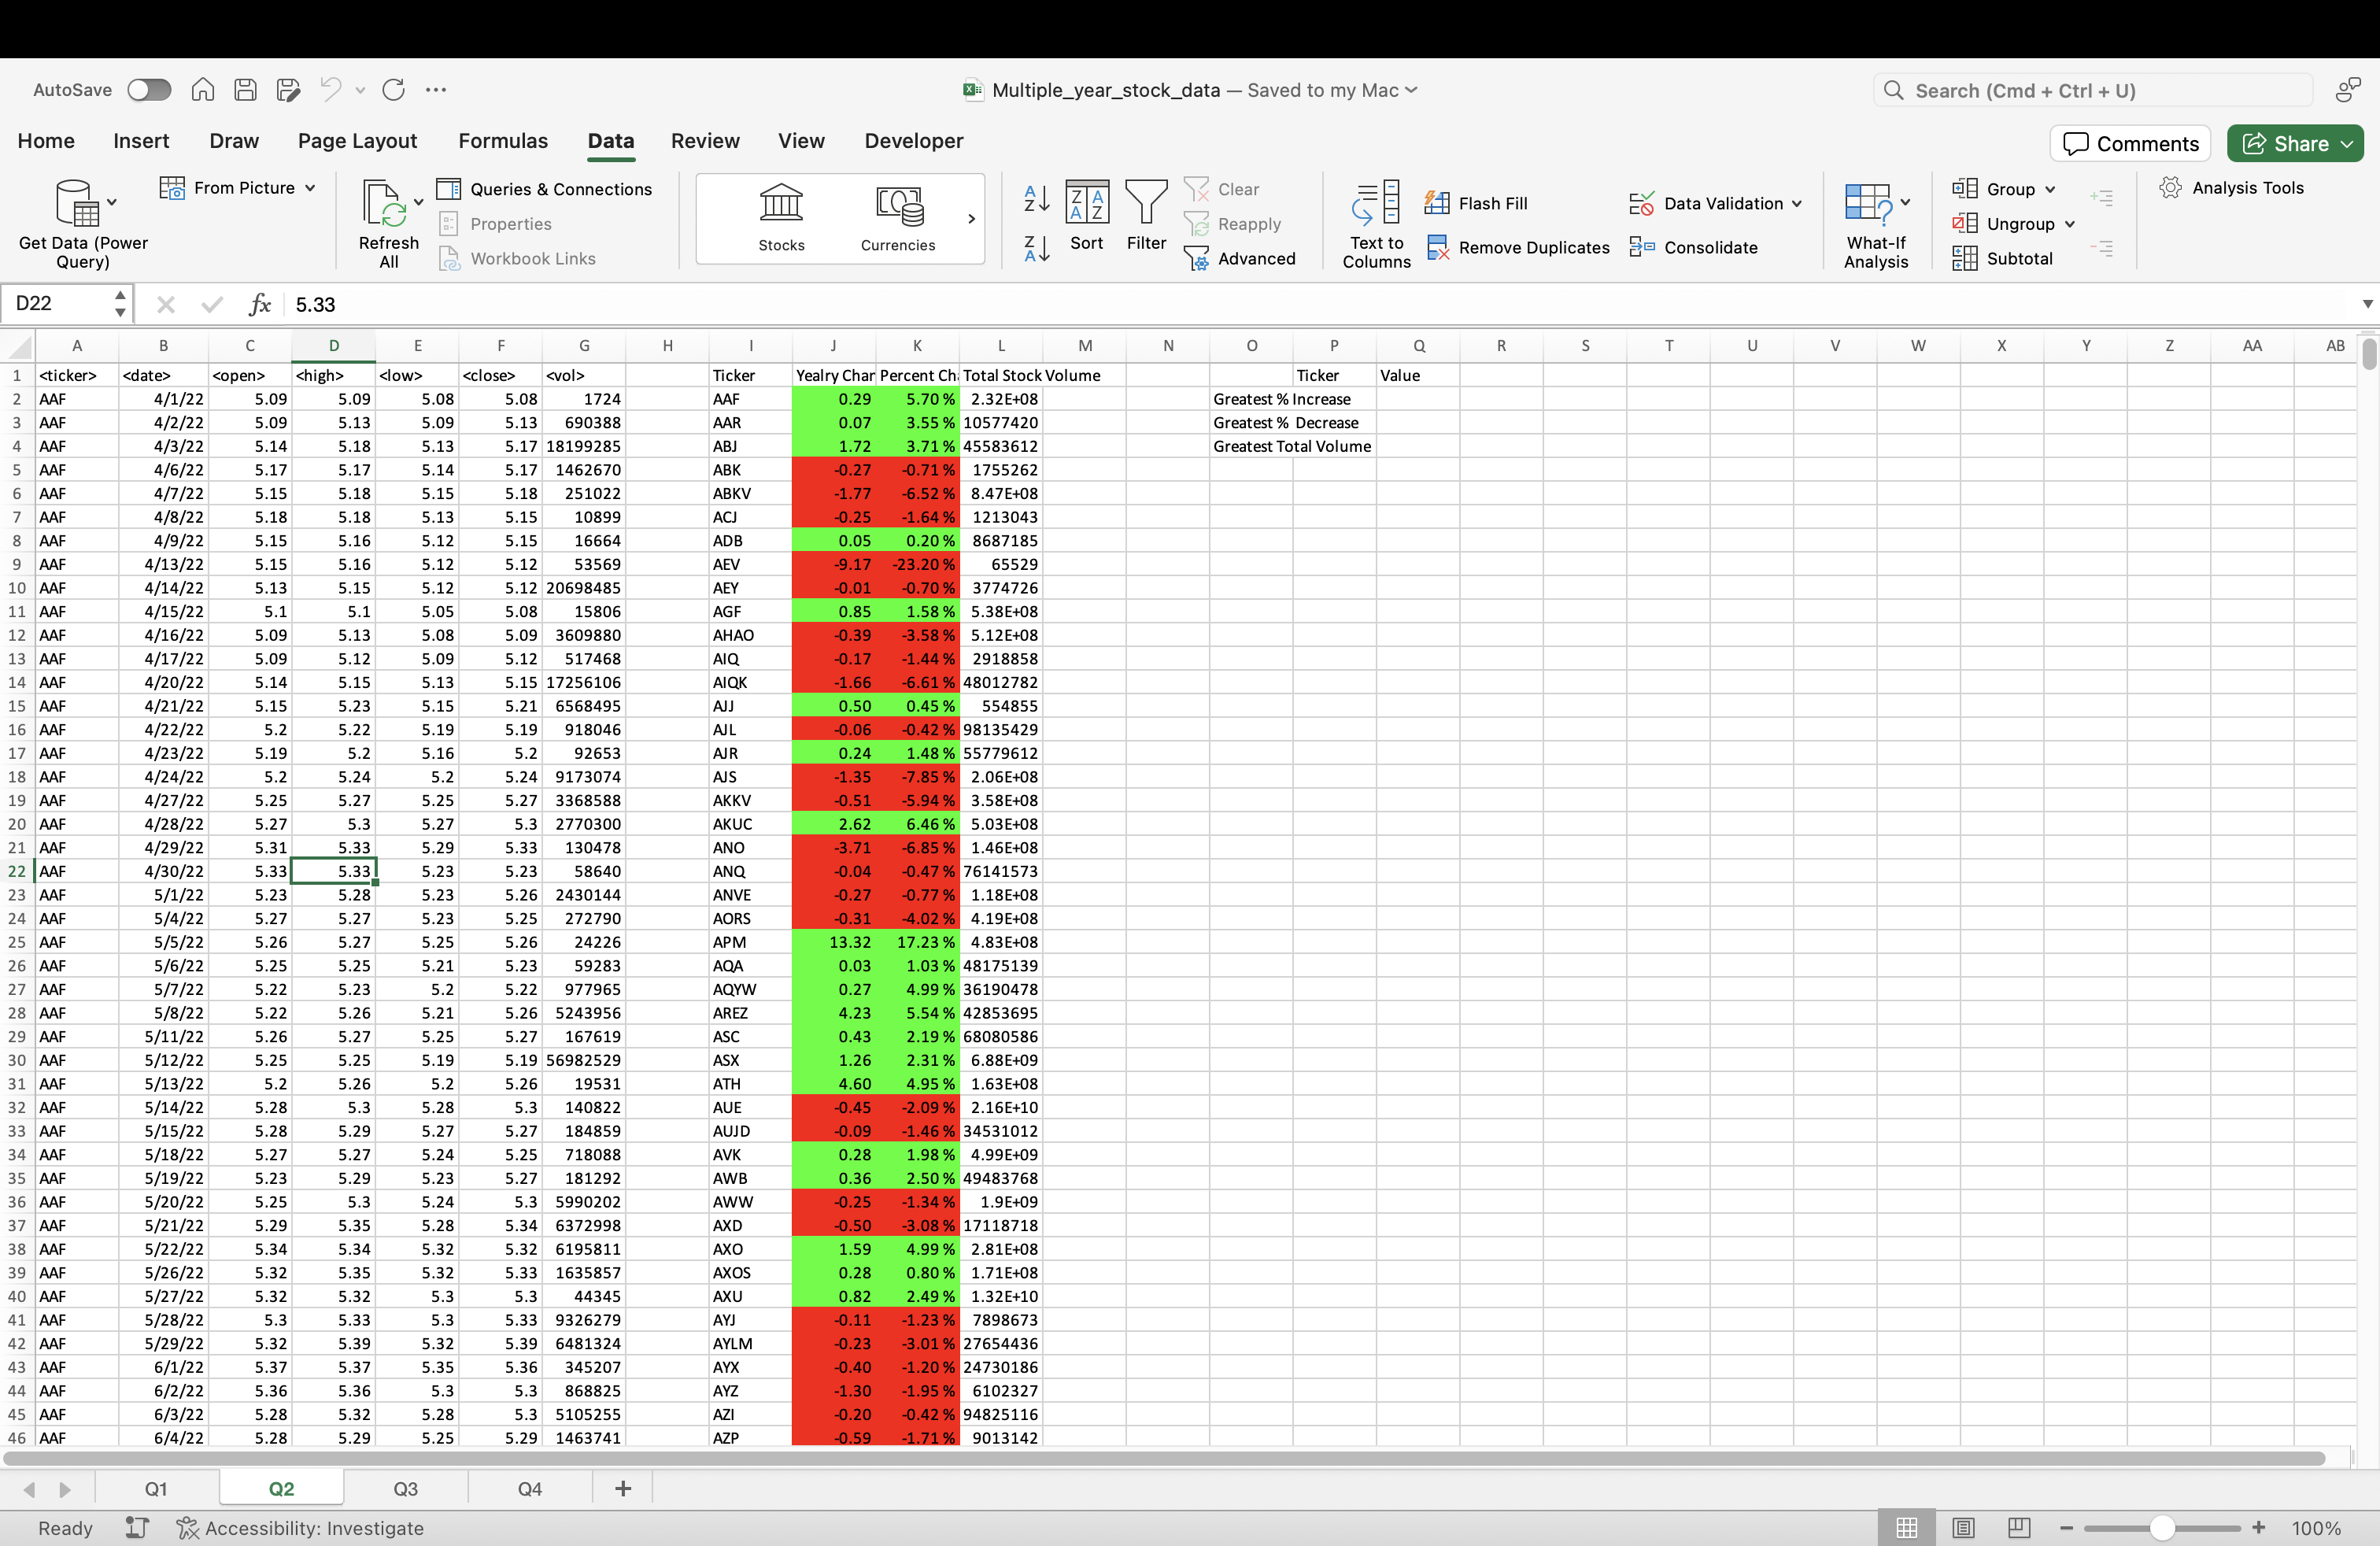 AutoSave
Multiple_year_stock_data — Saved to my Mac
Search (Cmd + Ctrl + U)
Home Insert Draw Page Layout Formulas Data Review View Developer
Comments Share
Get Data (Power Query)
From Picture
Refresh All
Queries & Connections
Properties
Workbook Links
Stocks
Currencies
Sort
Filter
Clear
Reapply
Advanced
Text to Columns
Flash Fill
Remove Duplicates
Data Validation
Consolidate
What-If Analysis
Group
Ungroup
Subtotal
Analysis Tools
D22 fx 5.33
A B C D E F G H I J K L M N O P Q R S T U V W X Y Z AA AB
1 <ticker> <date> <open> <high> <low> <close> <vol> Ticker Yealry Char Percent Ch Total Stock Volume Ticker Value
2 AAF 4/1/22 5.09 5.09 5.08 5.08 1724 AAF 0.29 5.70 % 2.32E+08 Greatest % Increase
3 AAF 4/2/22 5.09 5.13 5.09 5.13 690388 AAR 0.07 3.55 % 10577420 Greatest % Decrease
4 AAF 4/3/22 5.14 5.18 5.13 5.17 18199285 ABJ 1.72 3.71 % 45583612 Greatest Total Volume
5 AAF 4/6/22 5.17 5.17 5.14 5.17 1462670 ABK -0.27 -0.71 % 1755262
6 AAF 4/7/22 5.15 5.18 5.15 5.18 251022 ABKV -1.77 -6.52 % 8.47E+08
7 AAF 4/8/22 5.18 5.18 5.13 5.15 10899 ACJ -0.25 -1.64 % 1213043
8 AAF 4/9/22 5.15 5.16 5.12 5.15 16664 ADB 0.05 0.20 % 8687185
9 AAF 4/13/22 5.15 5.16 5.12 5.12 53569 AEV -9.17 -23.20 % 65529
10 AAF 4/14/22 5.13 5.15 5.12 5.12 20698485 AEY -0.01 -0.70 % 3774726
11 AAF 4/15/22 5.1 5.1 5.05 5.08 15806 AGF 0.85 1.58 % 5.38E+08
12 AAF 4/16/22 5.09 5.13 5.08 5.09 3609880 AHAO -0.39 -3.58 % 5.12E+08
13 AAF 4/17/22 5.09 5.12 5.09 5.12 517468 AIQ -0.17 -1.44 % 2918858
14 AAF 4/20/22 5.14 5.15 5.13 5.15 17256106 AIQK -1.66 -6.61 % 48012782
15 AAF 4/21/22 5.15 5.23 5.15 5.21 6568495 AJJ 0.50 0.45 % 554855
16 AAF 4/22/22 5.2 5.22 5.19 5.19 918046 AJL -0.06 -0.42 % 98135429
17 AAF 4/23/22 5.19 5.2 5.16 5.2 92653 AJR 0.24 1.48 % 55779612
18 AAF 4/24/22 5.2 5.24 5.2 5.24 9173074 AJS -1.35 -7.85 % 2.06E+08
19 AAF 4/27/22 5.25 5.27 5.25 5.27 3368588 AKKV -0.51 -5.94 % 3.58E+08
20 AAF 4/28/22 5.27 5.3 5.27 5.3 2770300 AKUC 2.62 6.46 % 5.03E+08
21 AAF 4/29/22 5.31 5.33 5.29 5.33 130478 ANO -3.71 -6.85 % 1.46E+08
22 AAF 4/30/22 5.33 5.33 5.23 5.23 58640 ANQ -0.04 -0.47 % 76141573
23 AAF 5/1/22 5.23 5.28 5.23 5.26 2430144 ANVE -0.27 -0.77 % 1.18E+08
24 AAF 5/4/22 5.27 5.27 5.23 5.25 272790 AORS -0.31 -4.02 % 4.19E+08
25 AAF 5/5/22 5.26 5.27 5.25 5.26 24226 APM 13.32 17.23 % 4.83E+08
26 AAF 5/6/22 5.25 5.25 5.21 5.23 59283 AQA 0.03 1.03 % 48175139
27 AAF 5/7/22 5.22 5.23 5.2 5.22 977965 AQYW 0.27 4.99 % 36190478
28 AAF 5/8/22 5.22 5.26 5.21 5.26 5243956 AREZ 4.23 5.54 % 42853695
29 AAF 5/11/22 5.26 5.27 5.25 5.27 167619 ASC 0.43 2.19 % 68080586
30 AAF 5/12/22 5.25 5.25 5.19 5.19 56982529 ASX 1.26 2.31 % 6.88E+09
31 AAF 5/13/22 5.2 5.26 5.2 5.26 19531 ATH 4.60 4.95 % 1.63E+08
32 AAF 5/14/22 5.28 5.3 5.28 5.3 140822 AUE -0.45 -2.09 % 2.16E+10
33 AAF 5/15/22 5.28 5.29 5.27 5.27 184859 AUJD -0.09 -1.46 % 34531012
34 AAF 5/18/22 5.27 5.27 5.24 5.25 718088 AVK 0.28 1.98 % 4.99E+09
35 AAF 5/19/22 5.23 5.29 5.23 5.27 181292 AWB 0.36 2.50 % 49483768
36 AAF 5/20/22 5.25 5.3 5.24 5.3 5990202 AWW -0.25 -1.34 % 1.9E+09
37 AAF 5/21/22 5.29 5.35 5.28 5.34 6372998 AXD -0.50 -3.08 % 17118718
38 AAF 5/22/22 5.34 5.34 5.32 5.32 6195811 AXO 1.59 4.99 % 2.81E+08
39 AAF 5/26/22 5.32 5.35 5.32 5.33 1635857 AXOS 0.28 0.80 % 1.71E+08
40 AAF 5/27/22 5.32 5.32 5.3 5.3 44345 AXU 0.82 2.49 % 1.32E+10
41 AAF 5/28/22 5.3 5.33 5.3 5.33 9326279 AYJ -0.11 -1.23 % 7898673
42 AAF 5/29/22 5.32 5.39 5.32 5.39 6481324 AYLM -0.23 -3.01 % 27654436
43 AAF 6/1/22 5.37 5.37 5.35 5.36 345207 AYX -0.40 -1.20 % 24730186
44 AAF 6/2/22 5.36 5.36 5.3 5.3 868825 AYZ -1.30 -1.95 % 6102327
45 AAF 6/3/22 5.28 5.32 5.28 5.3 5105255 AZI -0.20 -0.42 % 94825116
46 AAF 6/4/22 5.28 5.29 5.25 5.29 1463741 AZP -0.59 -1.71 % 9013142
Q1 Q2 Q3 Q4 +
Ready Accessibility: Investigate 100%